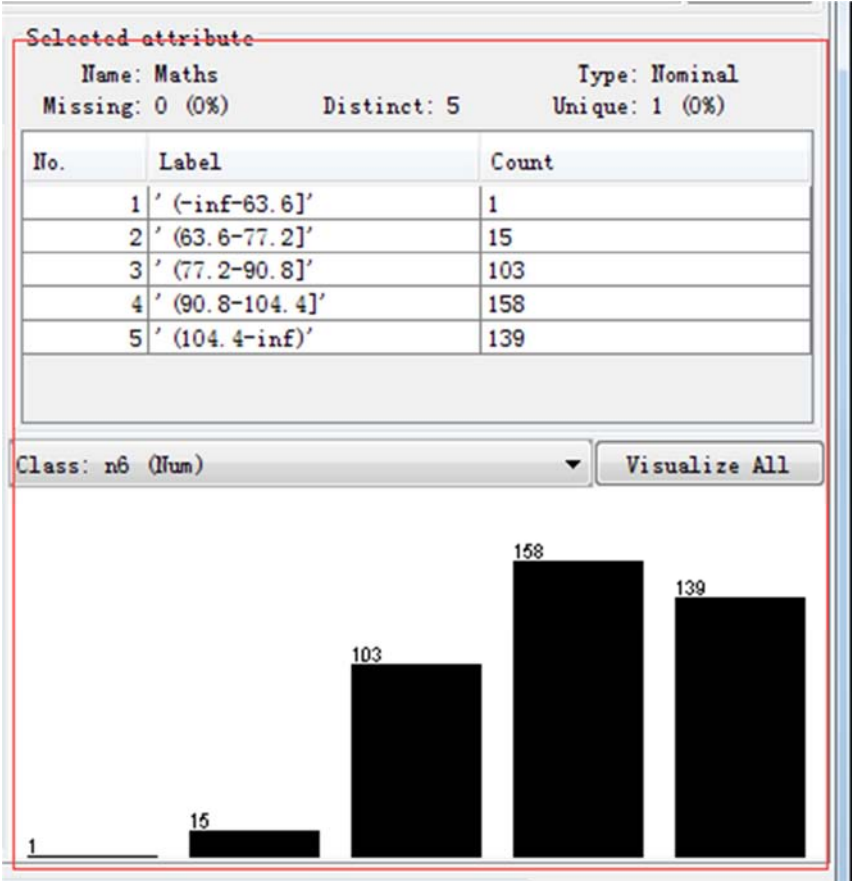 Selected attribute
Name: Maths Type: Nominal
Missing: 0 (0%) Distinct: 5 Unique: 1 (0%)
No. Label Count
1 '(-inf-63.6]' 1
2 '(63.6-77.2]' 15
3 '(77.2-90.8]' 103
4 '(90.8-104.4]' 158
5 '(104.4-inf)' 139
Class: n6 (Num) Visualize All
158
139
103
15
1